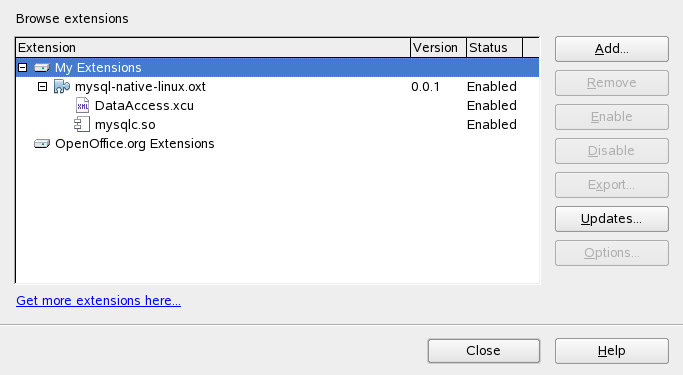 Browse extensions
Extension Version Status
My Extensions
mysql-native-linux.oxt 0.0.1 Enabled
XML DataAccess.xcu Enabled
mysqlc.so Enabled
OpenOffice.org Extensions
Add...
Remove
Enable
Disable
Export...
Updates...
Options...
Get more extensions here...
Close
Help